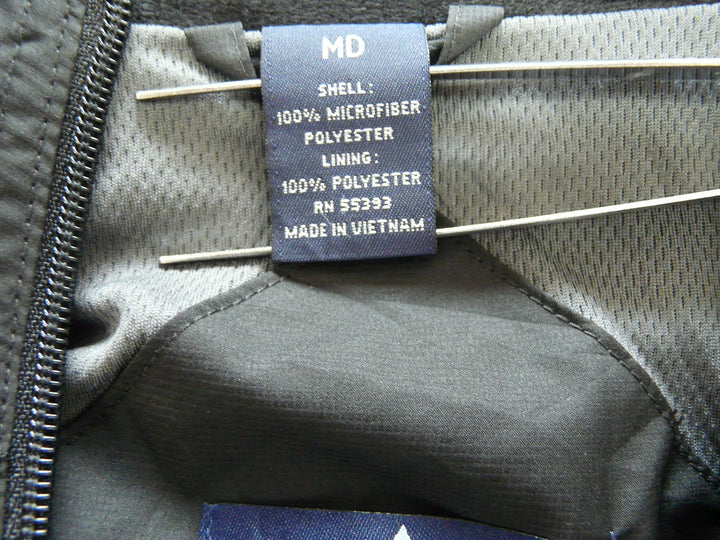 MD
SHELL:
100% MICROFIBER
POLYESTER
LINING:
100% POLYESTER
RN 55393
MADE IN VIETNAM